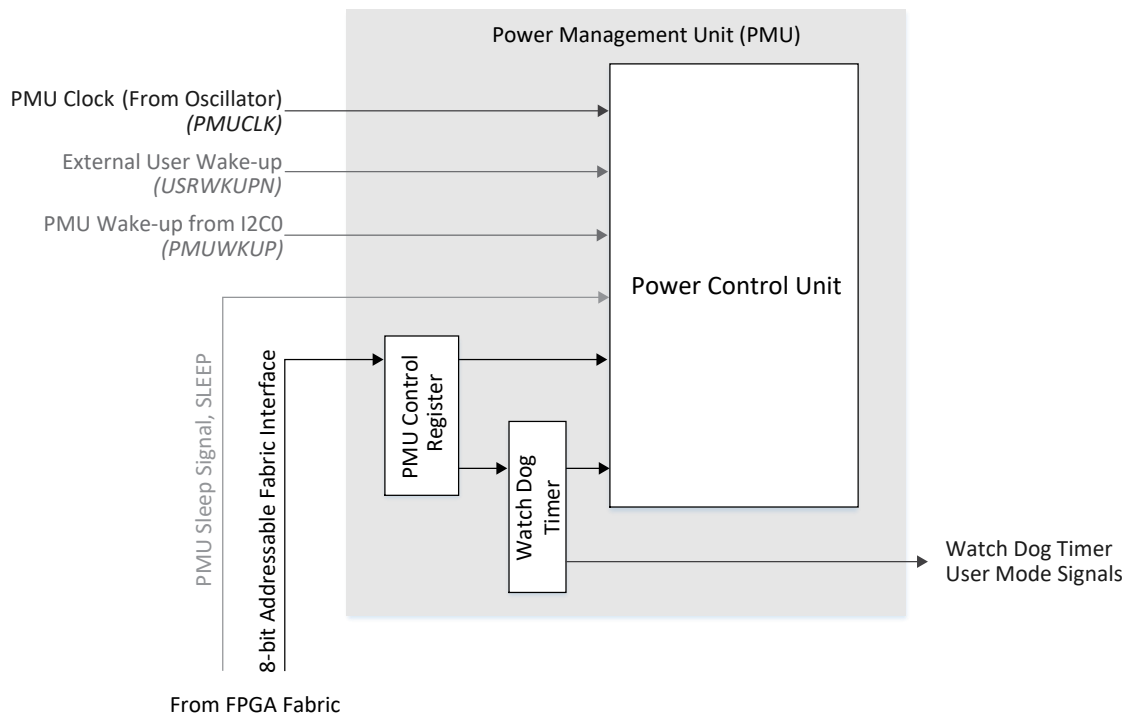 Power Management Unit (PMU)
PMU Clock (From Oscillator)
(PMUCLK)
External User Wake-up
(USRWKUPN)
PMU Wake-up from I2C0
(PMUWKUP)
Power Control Unit
PMU Sleep Signal, SLEEP
8-bit Addressable Fabric Interface
PMU Control
Register
Watch Dog
Timer
Watch Dog Timer
User Mode Signals
From FPGA Fabric